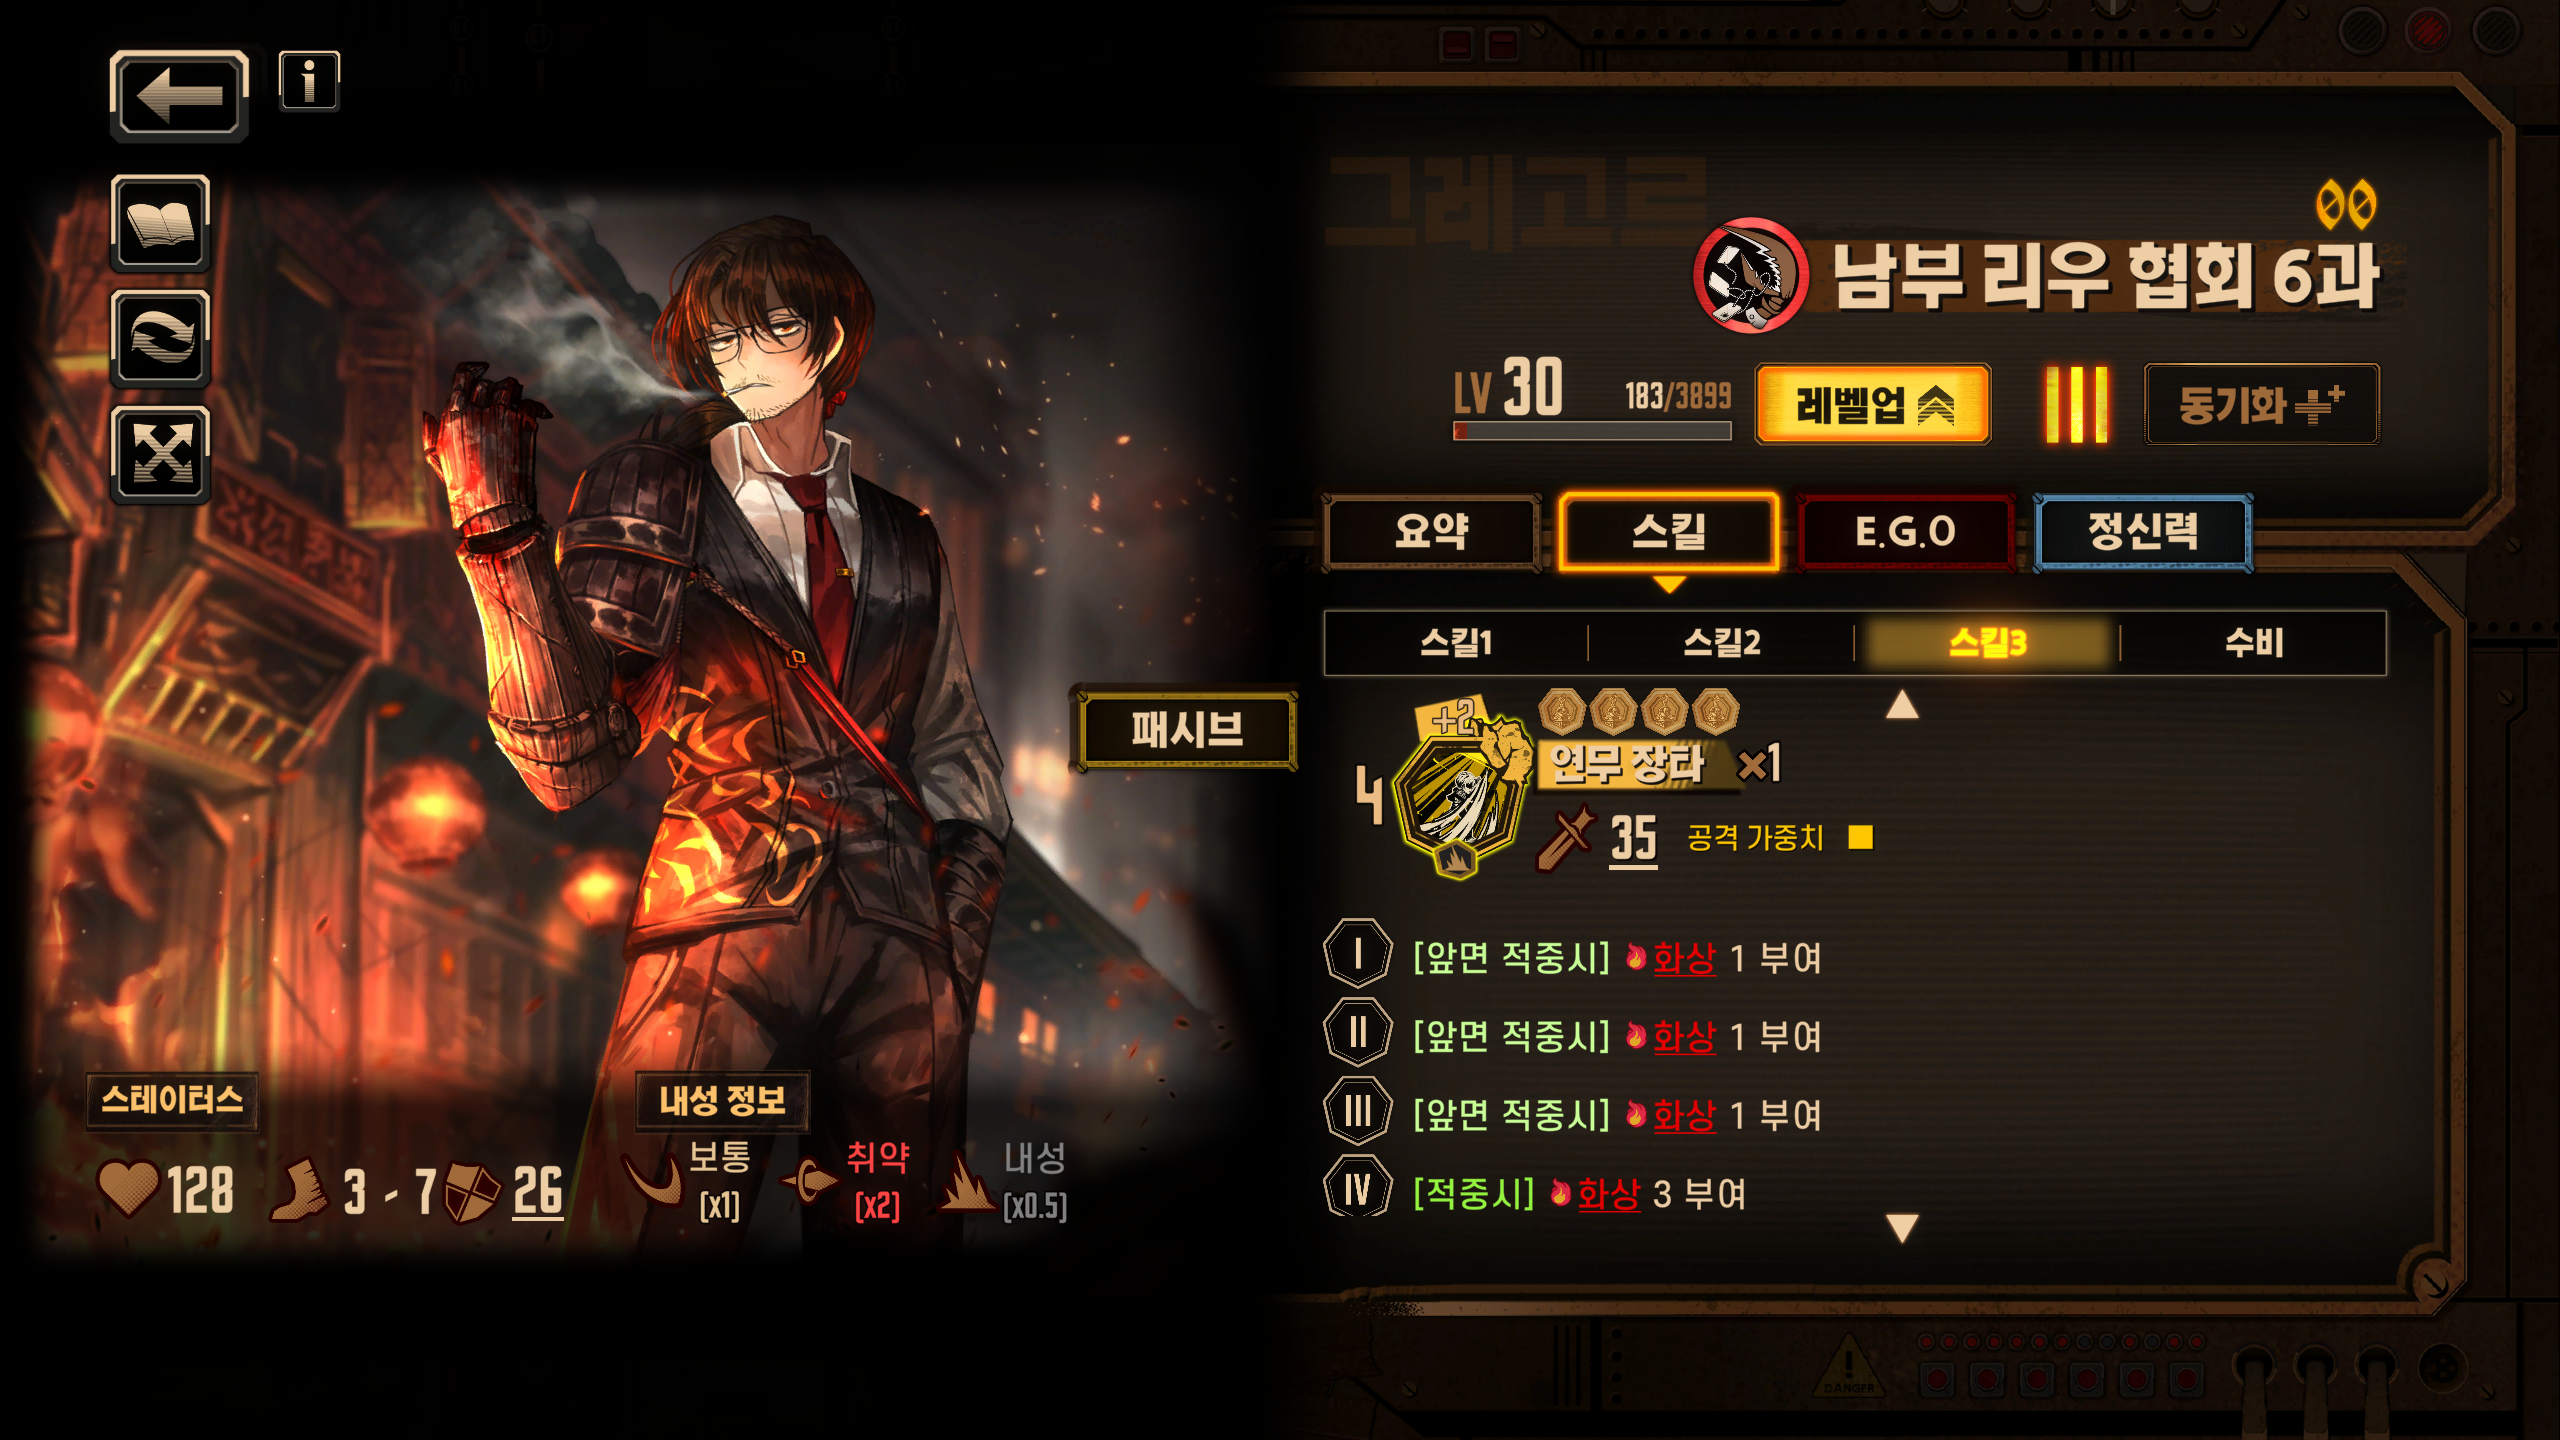 그레고르
남부 리우 협회 6과
LV 30
183/3899
레벨업
동기화
요약
스킬
E.G.O
정신력
스킬1
스킬2
스킬3
수비
패시브
+2
4
연무 장타 ×1
35
공격 가중치
I [앞면 적중시] 화상 1 부여
II [앞면 적중시] 화상 1 부여
III [앞면 적중시] 화상 1 부여
IV [적중시] 화상 3 부여
스테이터스
128
3 - 7
26
내성 정보
보통
(x1)
취약
(x2)
내성
(x0.5)
DANGER